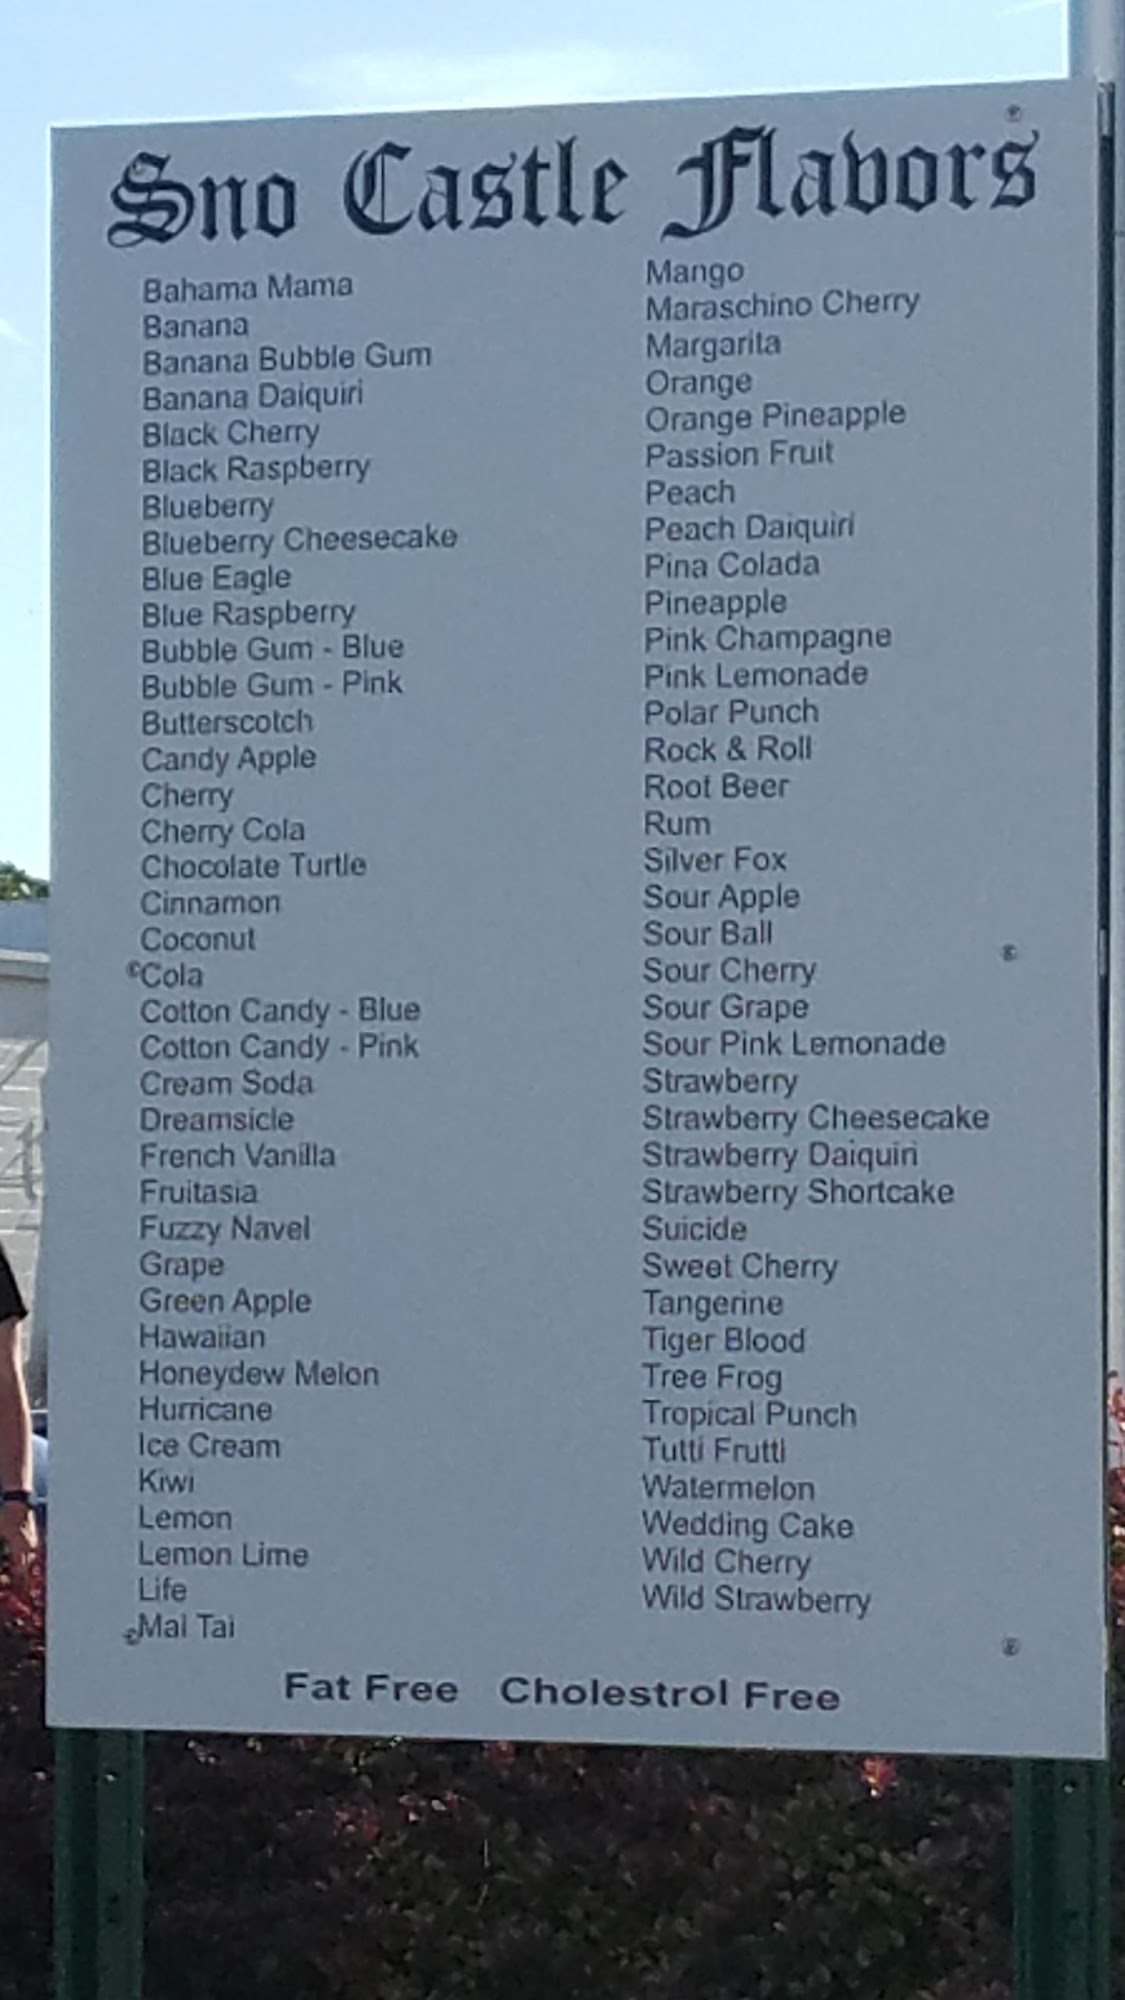 Sno Castle Flavors
Bahama Mama
Banana
Banana Bubble Gum
Banana Daiquiri
Black Cherry
Black Raspberry
Blueberry
Blueberry Cheesecake
Blue Eagle
Blue Raspberry
Bubble Gum - Blue
Bubble Gum - Pink
Butterscotch
Candy Apple
Cherry
Cherry Cola
Chocolate Turtle
Cinnamon
Coconut
Cola
Cotton Candy - Blue
Cotton Candy - Pink
Cream Soda
Dreamsicle
French Vanilla
Fruitasia
Fuzzy Navel
Grape
Green Apple
Hawaiian
Honeydew Melon
Hurricane
Ice Cream
Kiwi
Lemon
Lemon Lime
Life
Mai Tai
Mango
Maraschino Cherry
Margarita
Orange
Orange Pineapple
Passion Fruit
Peach
Peach Daiquiri
Pina Colada
Pineapple
Pink Champagne
Pink Lemonade
Polar Punch
Rock & Roll
Root Beer
Rum
Silver Fox
Sour Apple
Sour Ball
Sour Cherry
Sour Grape
Sour Pink Lemonade
Strawberry
Strawberry Cheesecake
Strawberry Daiquiri
Strawberry Shortcake
Suicide
Sweet Cherry
Tangerine
Tiger Blood
Tree Frog
Tropical Punch
Tutti Frutti
Watermelon
Wedding Cake
Wild Cherry
Wild Strawberry
Fat Free Cholestrol Free